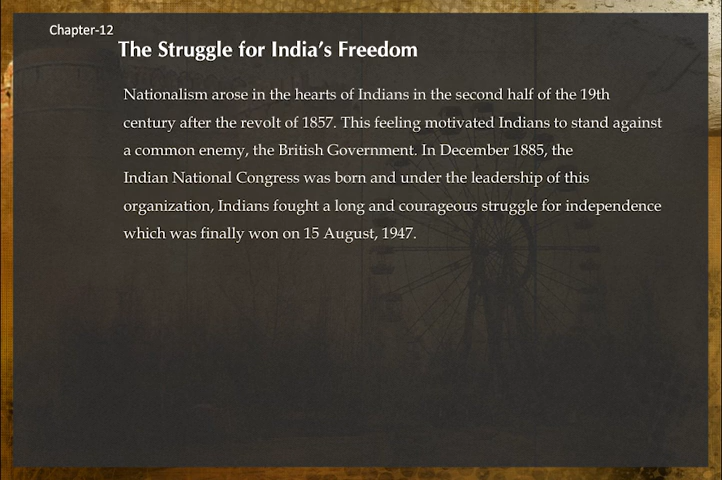 Chapter-12
The Struggle for India's Freedom
Nationalism arose in the hearts of Indians in the second half of the 19th
century after the revolt of 1857. This feeling motivated Indians to stand against
a common enemy, the British Government. In December 1885, the
Indian National Congress was born and under the leadership of this
organization, Indians fought a long and courageous struggle for independence
which was finally won on 15 August, 1947.